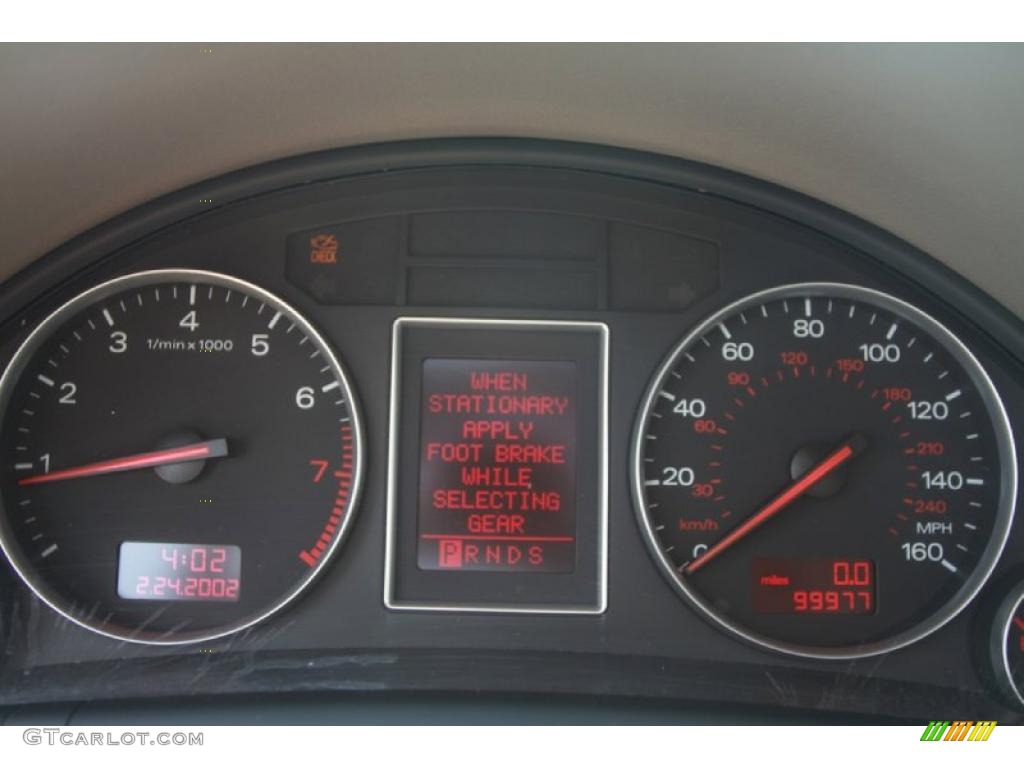 CHECK
1
2
3
4
5
6
7
1/min x 1000
4:02
2.24.2002
WHEN
STATIONARY
APPLY
FOOT BRAKE
WHILE
SELECTING
GEAR
P R N D S
0
20
40
60
80
100
120
140
160
MPH
30
60
90
120
150
180
210
240
km/h
miles
0.0
99977
GTCARLOT.COM